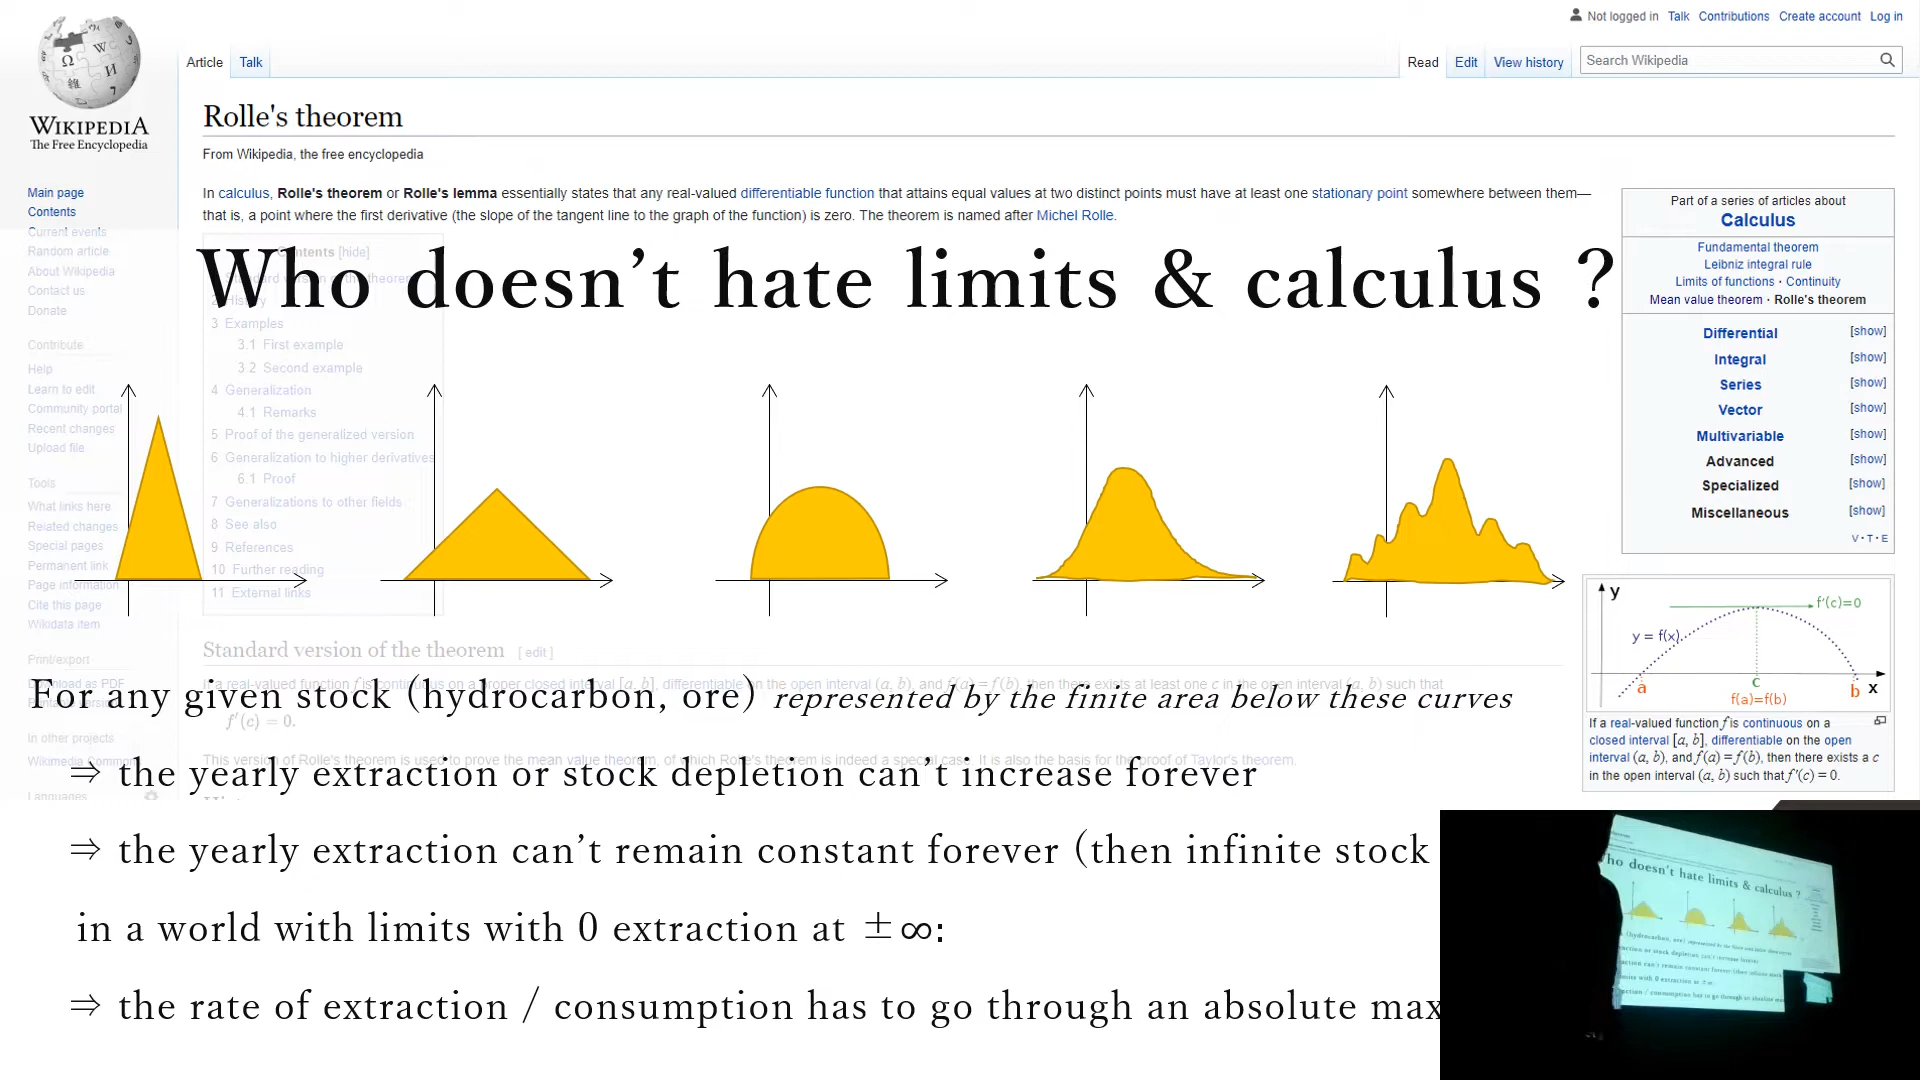 Not logged in Talk Contributions Create account Log in
Article Talk
Read Edit View history Search Wikipedia
WIKIPEDIA
The Free Encyclopedia
Rolle's theorem
From Wikipedia, the free encyclopedia
In calculus, Rolle's theorem or Rolle's lemma essentially states that any real-valued differentiable function that attains equal values at two distinct points must have at least one stationary point somewhere between them—
that is, a point where the first derivative (the slope of the tangent line to the graph of the function) is zero. The theorem is named after Michel Rolle.
Main page
Contents
Current events
Random article
About Wikipedia
Contact us
Donate
Contribute
Help
Learn to edit
Community portal
Recent changes
Upload file
Tools
What links here
Related changes
Special pages
Permanent link
Page information
Cite this page
Wikidata item
Print/export
Download as PDF
In other projects
Wikimedia Commons
Languages
Contents [hide]
Who doesn't hate limits & calculus ?
3 Examples
3.1 First example
3.2 Second example
4 Generalization
4.1 Remarks
5 Proof of the generalized version
6 Generalization to higher derivatives
6.1 Proof
7 Generalizations to other fields
8 See also
9 References
10 Further reading
11 External links
Standard version of the theorem [ edit ]
For any given stock (hydrocarbon, ore) represented by the finite area below these curves
f′(c) = 0.
This version of Rolle's theorem is used to prove the mean value theorem, of which Rolle's theorem is indeed a special case. It is also the basis for the proof of Taylor's theorem.
⇒ the yearly extraction or stock depletion can't increase forever
⇒ the yearly extraction can't remain constant forever (then infinite stock
in a world with limits with 0 extraction at ±∞:
⇒ the rate of extraction / consumption has to go through an absolute max
Part of a series of articles about
Calculus
Fundamental theorem
Leibniz integral rule
Limits of functions · Continuity
Mean value theorem · Rolle's theorem
Differential [show]
Integral [show]
Series [show]
Vector [show]
Multivariable [show]
Advanced [show]
Specialized [show]
Miscellaneous [show]
V·T·E
y
f′(c)=0
y = f(x)
a
c
b
x
f(a)=f(b)
If a real-valued function f is continuous on a
closed interval [a, b], differentiable on the open
interval (a, b), and f(a) = f(b), then there exists a c
in the open interval (a, b) such that f′(c) = 0.
ho doesn't hate limits & calculus ?